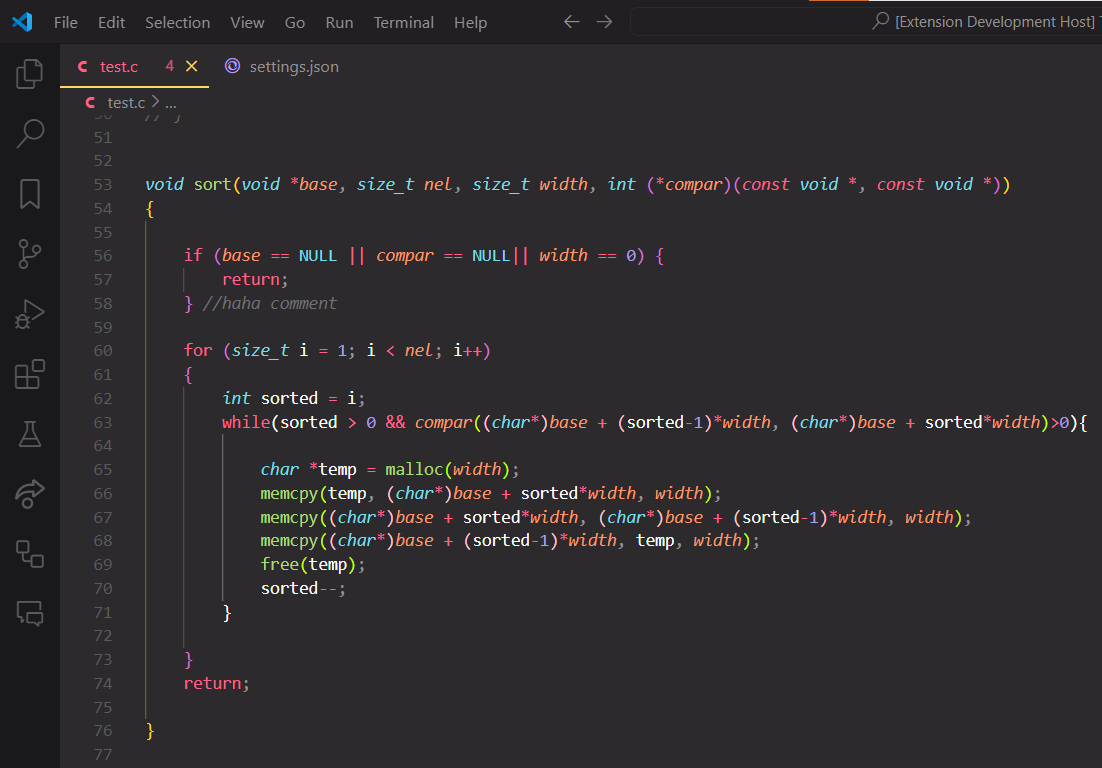 File Edit Selection View Go Run Terminal Help [Extension Development Host]
test.c 4 settings.json
test.c > ...
51
52
53 void sort(void *base, size_t nel, size_t width, int (*compar)(const void *, const void *))
54 {
55
56 if (base == NULL || compar == NULL|| width == 0) {
57 return;
58 } //haha comment
59
60 for (size_t i = 1; i < nel; i++)
61 {
62 int sorted = i;
63 while(sorted > 0 && compar((char*)base + (sorted-1)*width, (char*)base + sorted*width)>0){
64
65 char *temp = malloc(width);
66 memcpy(temp, (char*)base + sorted*width, width);
67 memcpy((char*)base + sorted*width, (char*)base + (sorted-1)*width, width);
68 memcpy((char*)base + (sorted-1)*width, temp, width);
69 free(temp);
70 sorted--;
71 }
72
73 }
74 return;
75
76 }
77